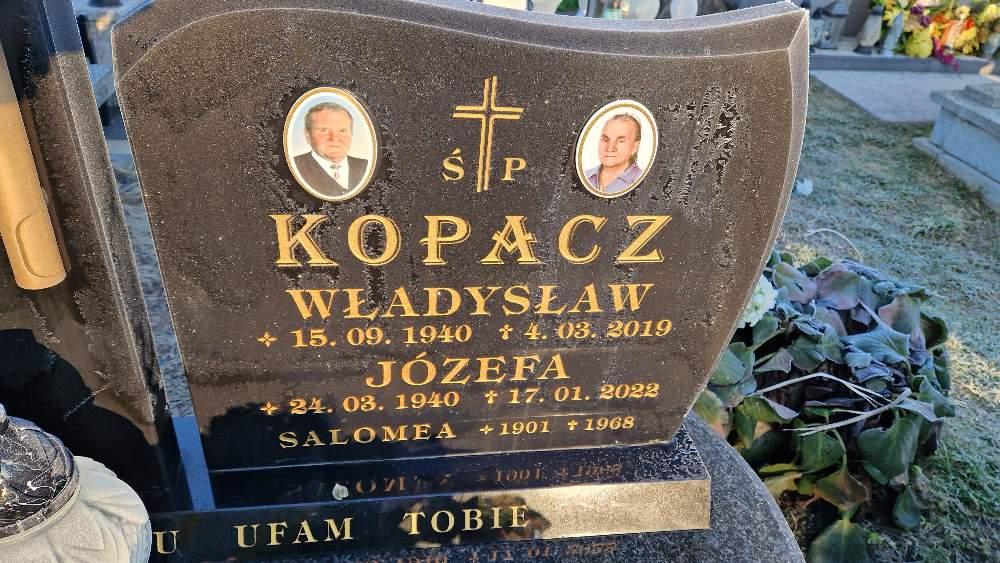 Ś P
KOPACZ
WŁADYSŁAW
15. 09. 1940 † 4. 03. 2019
JÓZEFA
24. 03. 1940 † 17. 01. 2022
SALOMEA 1901 † 1968
U UFAM TOBIE